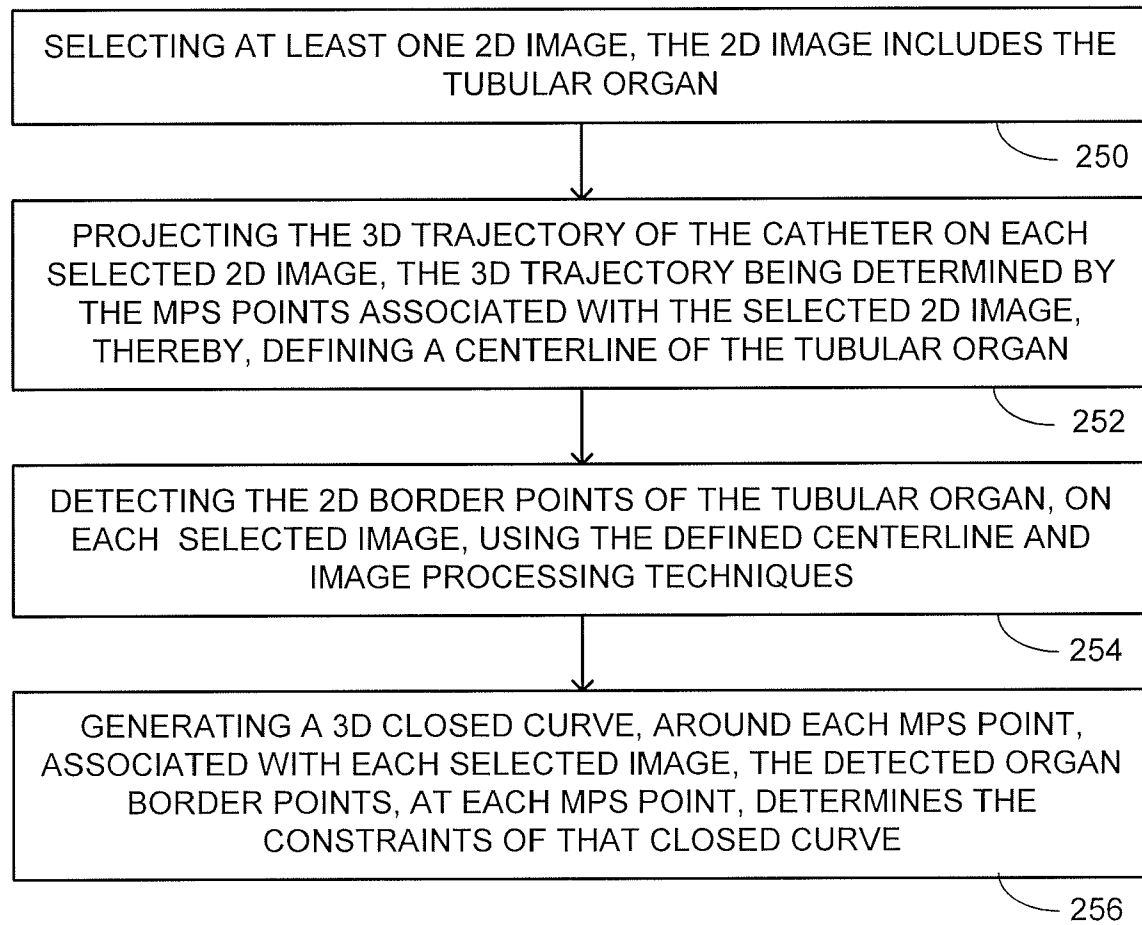 SELECTING AT LEAST ONE 2D IMAGE, THE 2D IMAGE INCLUDES THE
TUBULAR ORGAN
250
PROJECTING THE 3D TRAJECTORY OF THE CATHETER ON EACH
SELECTED 2D IMAGE, THE 3D TRAJECTORY BEING DETERMINED BY
THE MPS POINTS ASSOCIATED WITH THE SELECTED 2D IMAGE,
THEREBY, DEFINING A CENTERLINE OF THE TUBULAR ORGAN
252
DETECTING THE 2D BORDER POINTS OF THE TUBULAR ORGAN, ON
EACH SELECTED IMAGE, USING THE DEFINED CENTERLINE AND
IMAGE PROCESSING TECHNIQUES
254
GENERATING A 3D CLOSED CURVE, AROUND EACH MPS POINT,
ASSOCIATED WITH EACH SELECTED IMAGE, THE DETECTED ORGAN
BORDER POINTS, AT EACH MPS POINT, DETERMINES THE
CONSTRAINTS OF THAT CLOSED CURVE
256